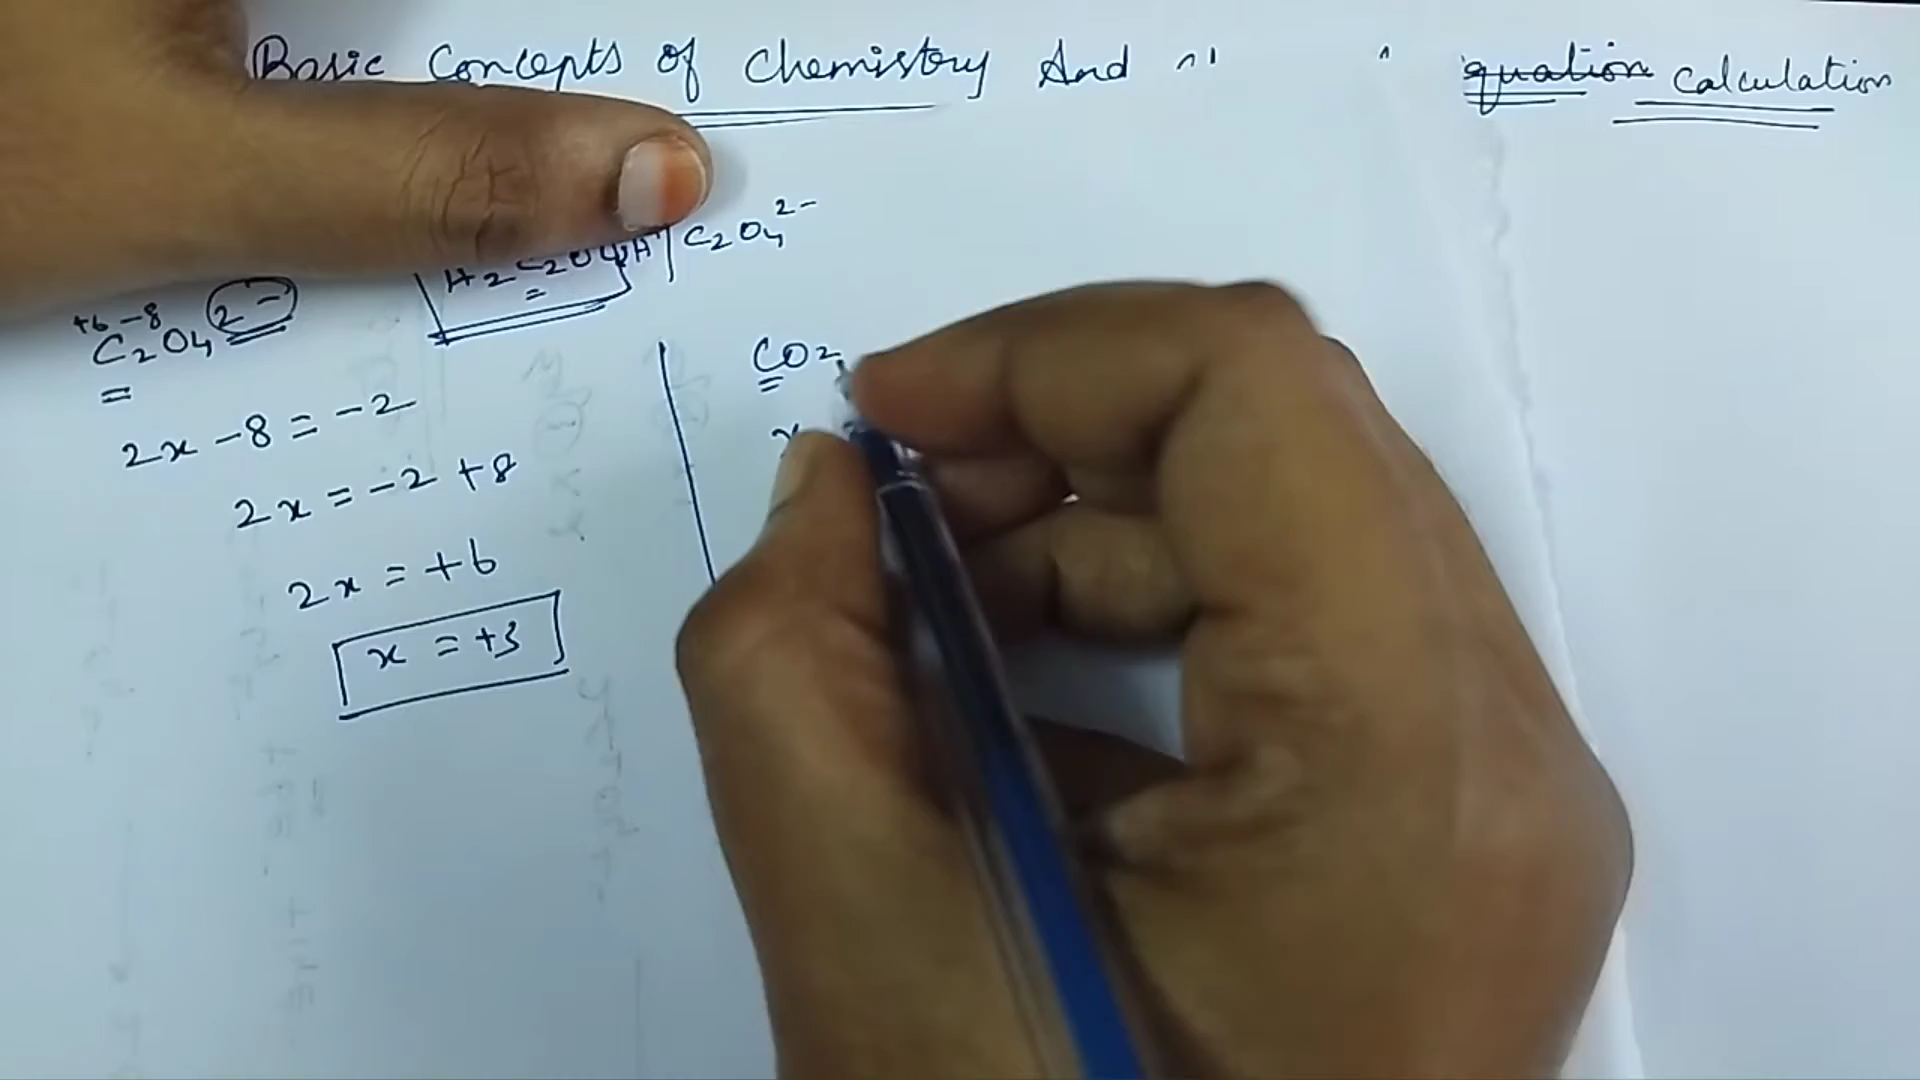 Basic Concepts of Chemistry And quation Calculation
H2C2O4 C2O4 2-
+6 -8
C2O4 2-
=
2x - 8 = -2
2x = -2 + 8
2x = +6
x = +3
CO2
x